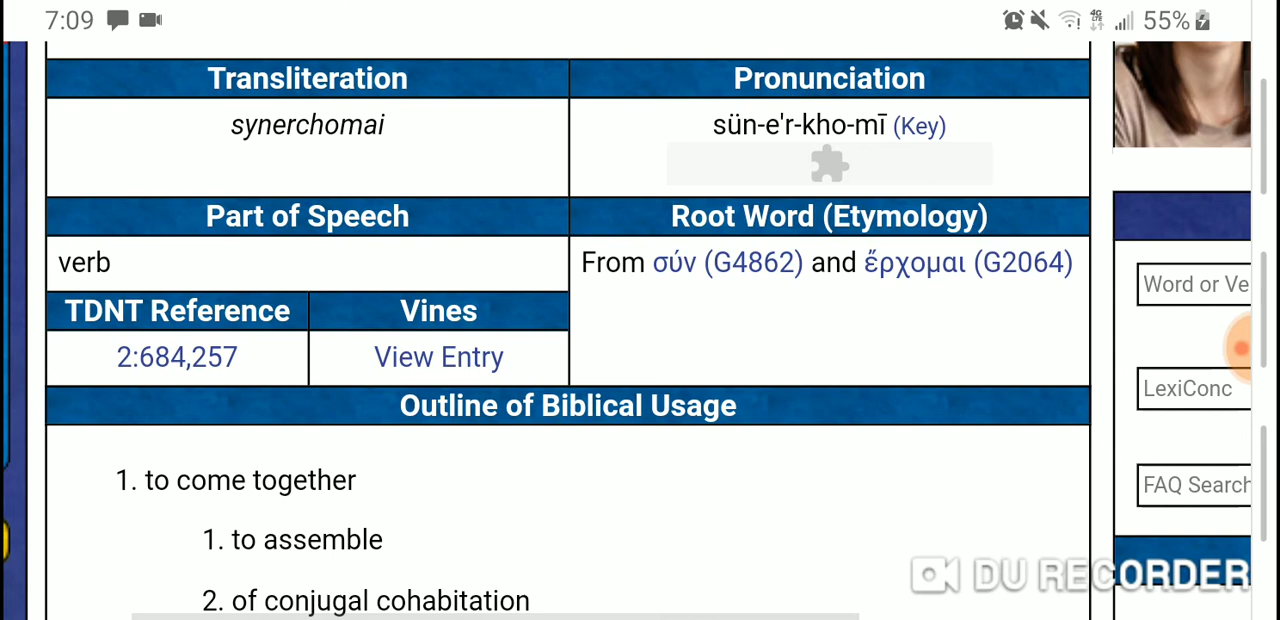 7:09 4G LTE 55%
Transliteration Pronunciation
synerchomai sün-e'r-kho-mī (Key)
Part of Speech Root Word (Etymology)
verb From σύν (G4862) and ἔρχομαι (G2064)
TDNT Reference Vines
2:684,257 View Entry
Outline of Biblical Usage
1. to come together
1. to assemble
2. of conjugal cohabitation
Word or Ve
LexiConc
FAQ Search
DU RECORDER